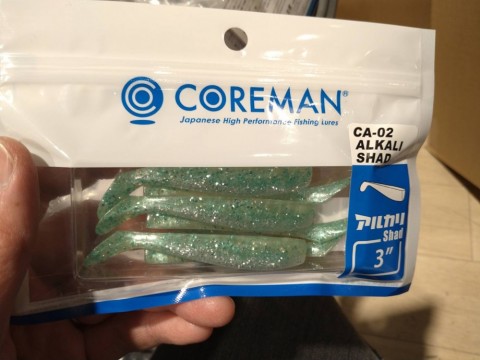 COREMAN®
Japanese High Performance Fishing Lures
CA-02
ALKALI
SHAD
アルカリ
Shad
3"